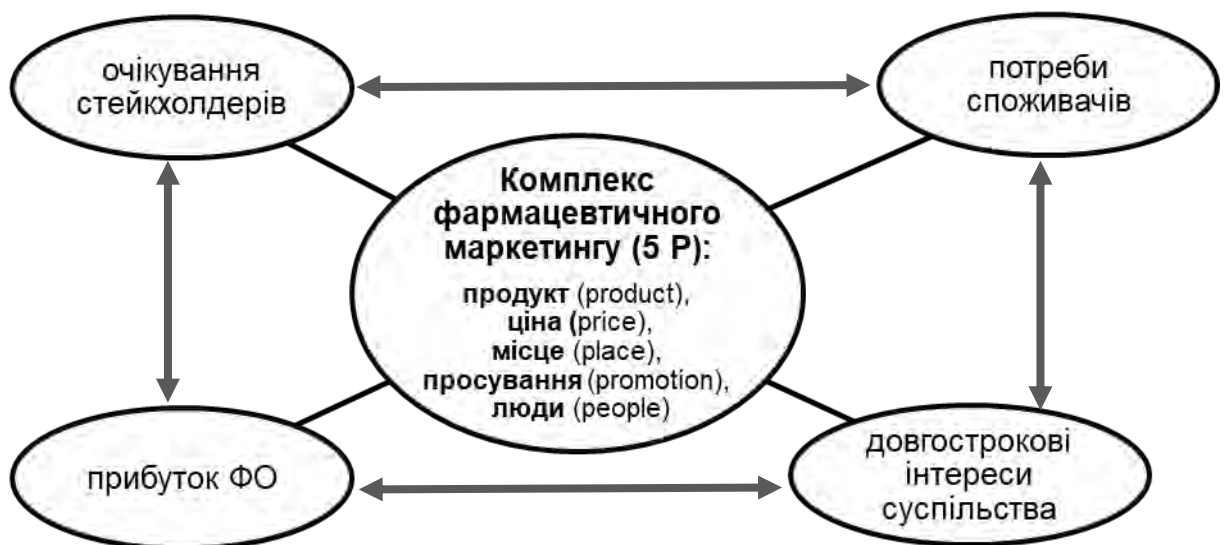 очікування
стейкхолдерів
потреби
споживачів
Комплекс
фармацевтичного
маркетингу (5 Р):
продукт (product),
ціна (price),
місце (place),
просування (promotion),
люди (people)
прибуток ФО
довгострокові
інтереси
суспільства